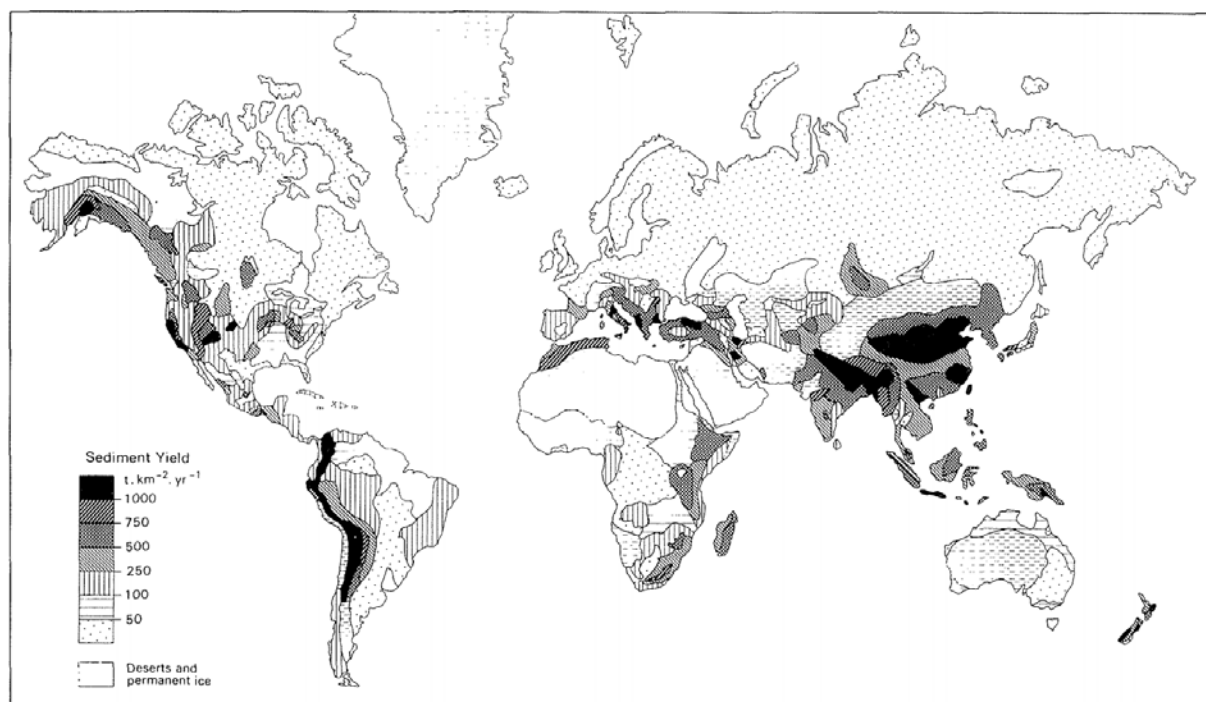 Sediment Yield
t. km⁻². yr⁻¹
1000
750
500
250
100
50
Deserts and
permanent ice